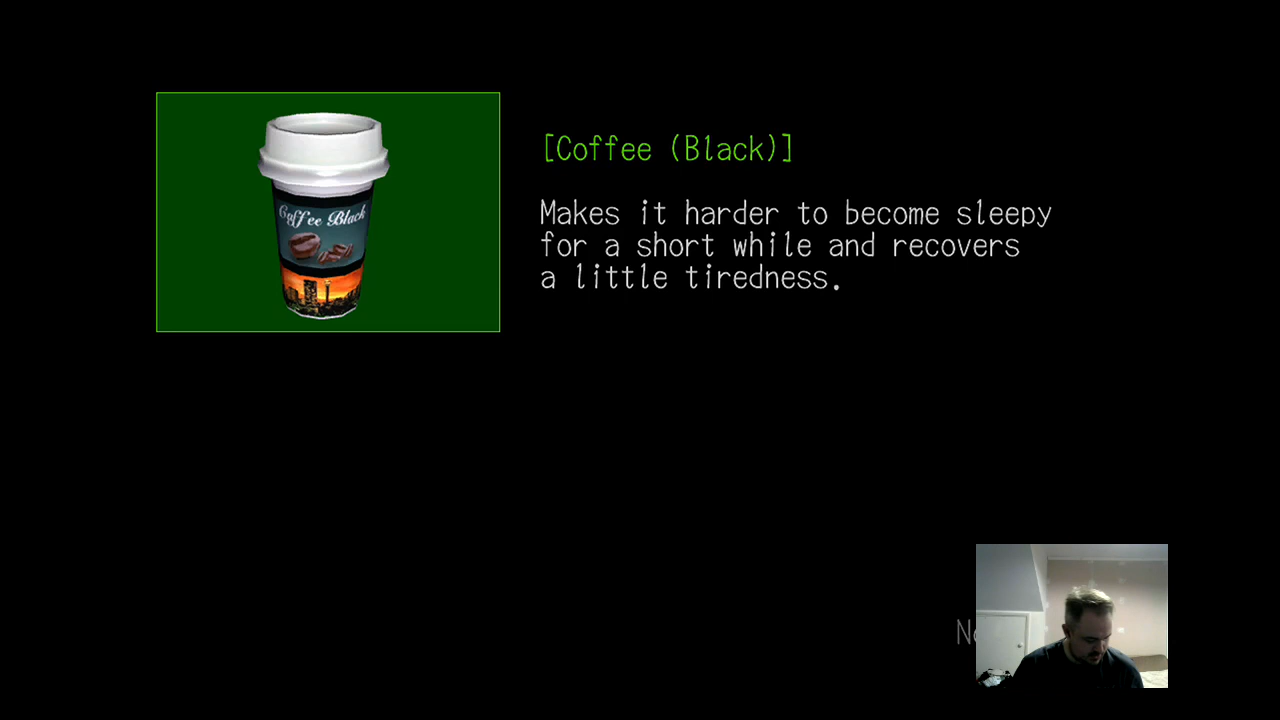 [Coffee (Black)]
Coffee Black
Makes it harder to become sleepy
for a short while and recovers
a little tiredness.